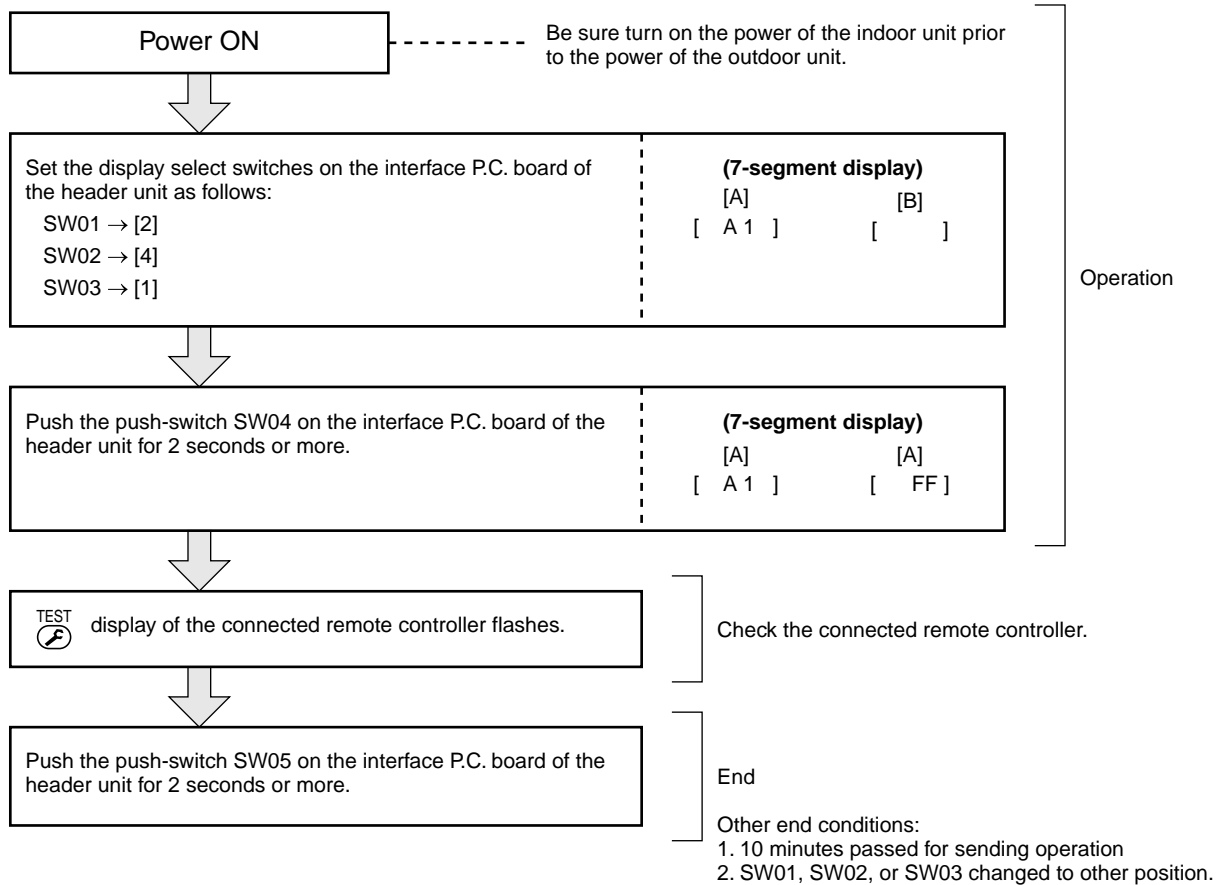 Power ON
Be sure turn on the power of the indoor unit prior
to the power of the outdoor unit.
Set the display select switches on the interface P.C. board of
the header unit as follows:
SW01 → [2]
SW02 → [4]
SW03 → [1]
(7-segment display)
[A] [B]
[ A 1 ] [ ]
Operation
Push the push-switch SW04 on the interface P.C. board of the
header unit for 2 seconds or more.
(7-segment display)
[A] [A]
[ A 1 ] [ FF ]
TEST
display of the connected remote controller flashes.
Check the connected remote controller.
Push the push-switch SW05 on the interface P.C. board of the
header unit for 2 seconds or more.
End
Other end conditions:
1. 10 minutes passed for sending operation
2. SW01, SW02, or SW03 changed to other position.